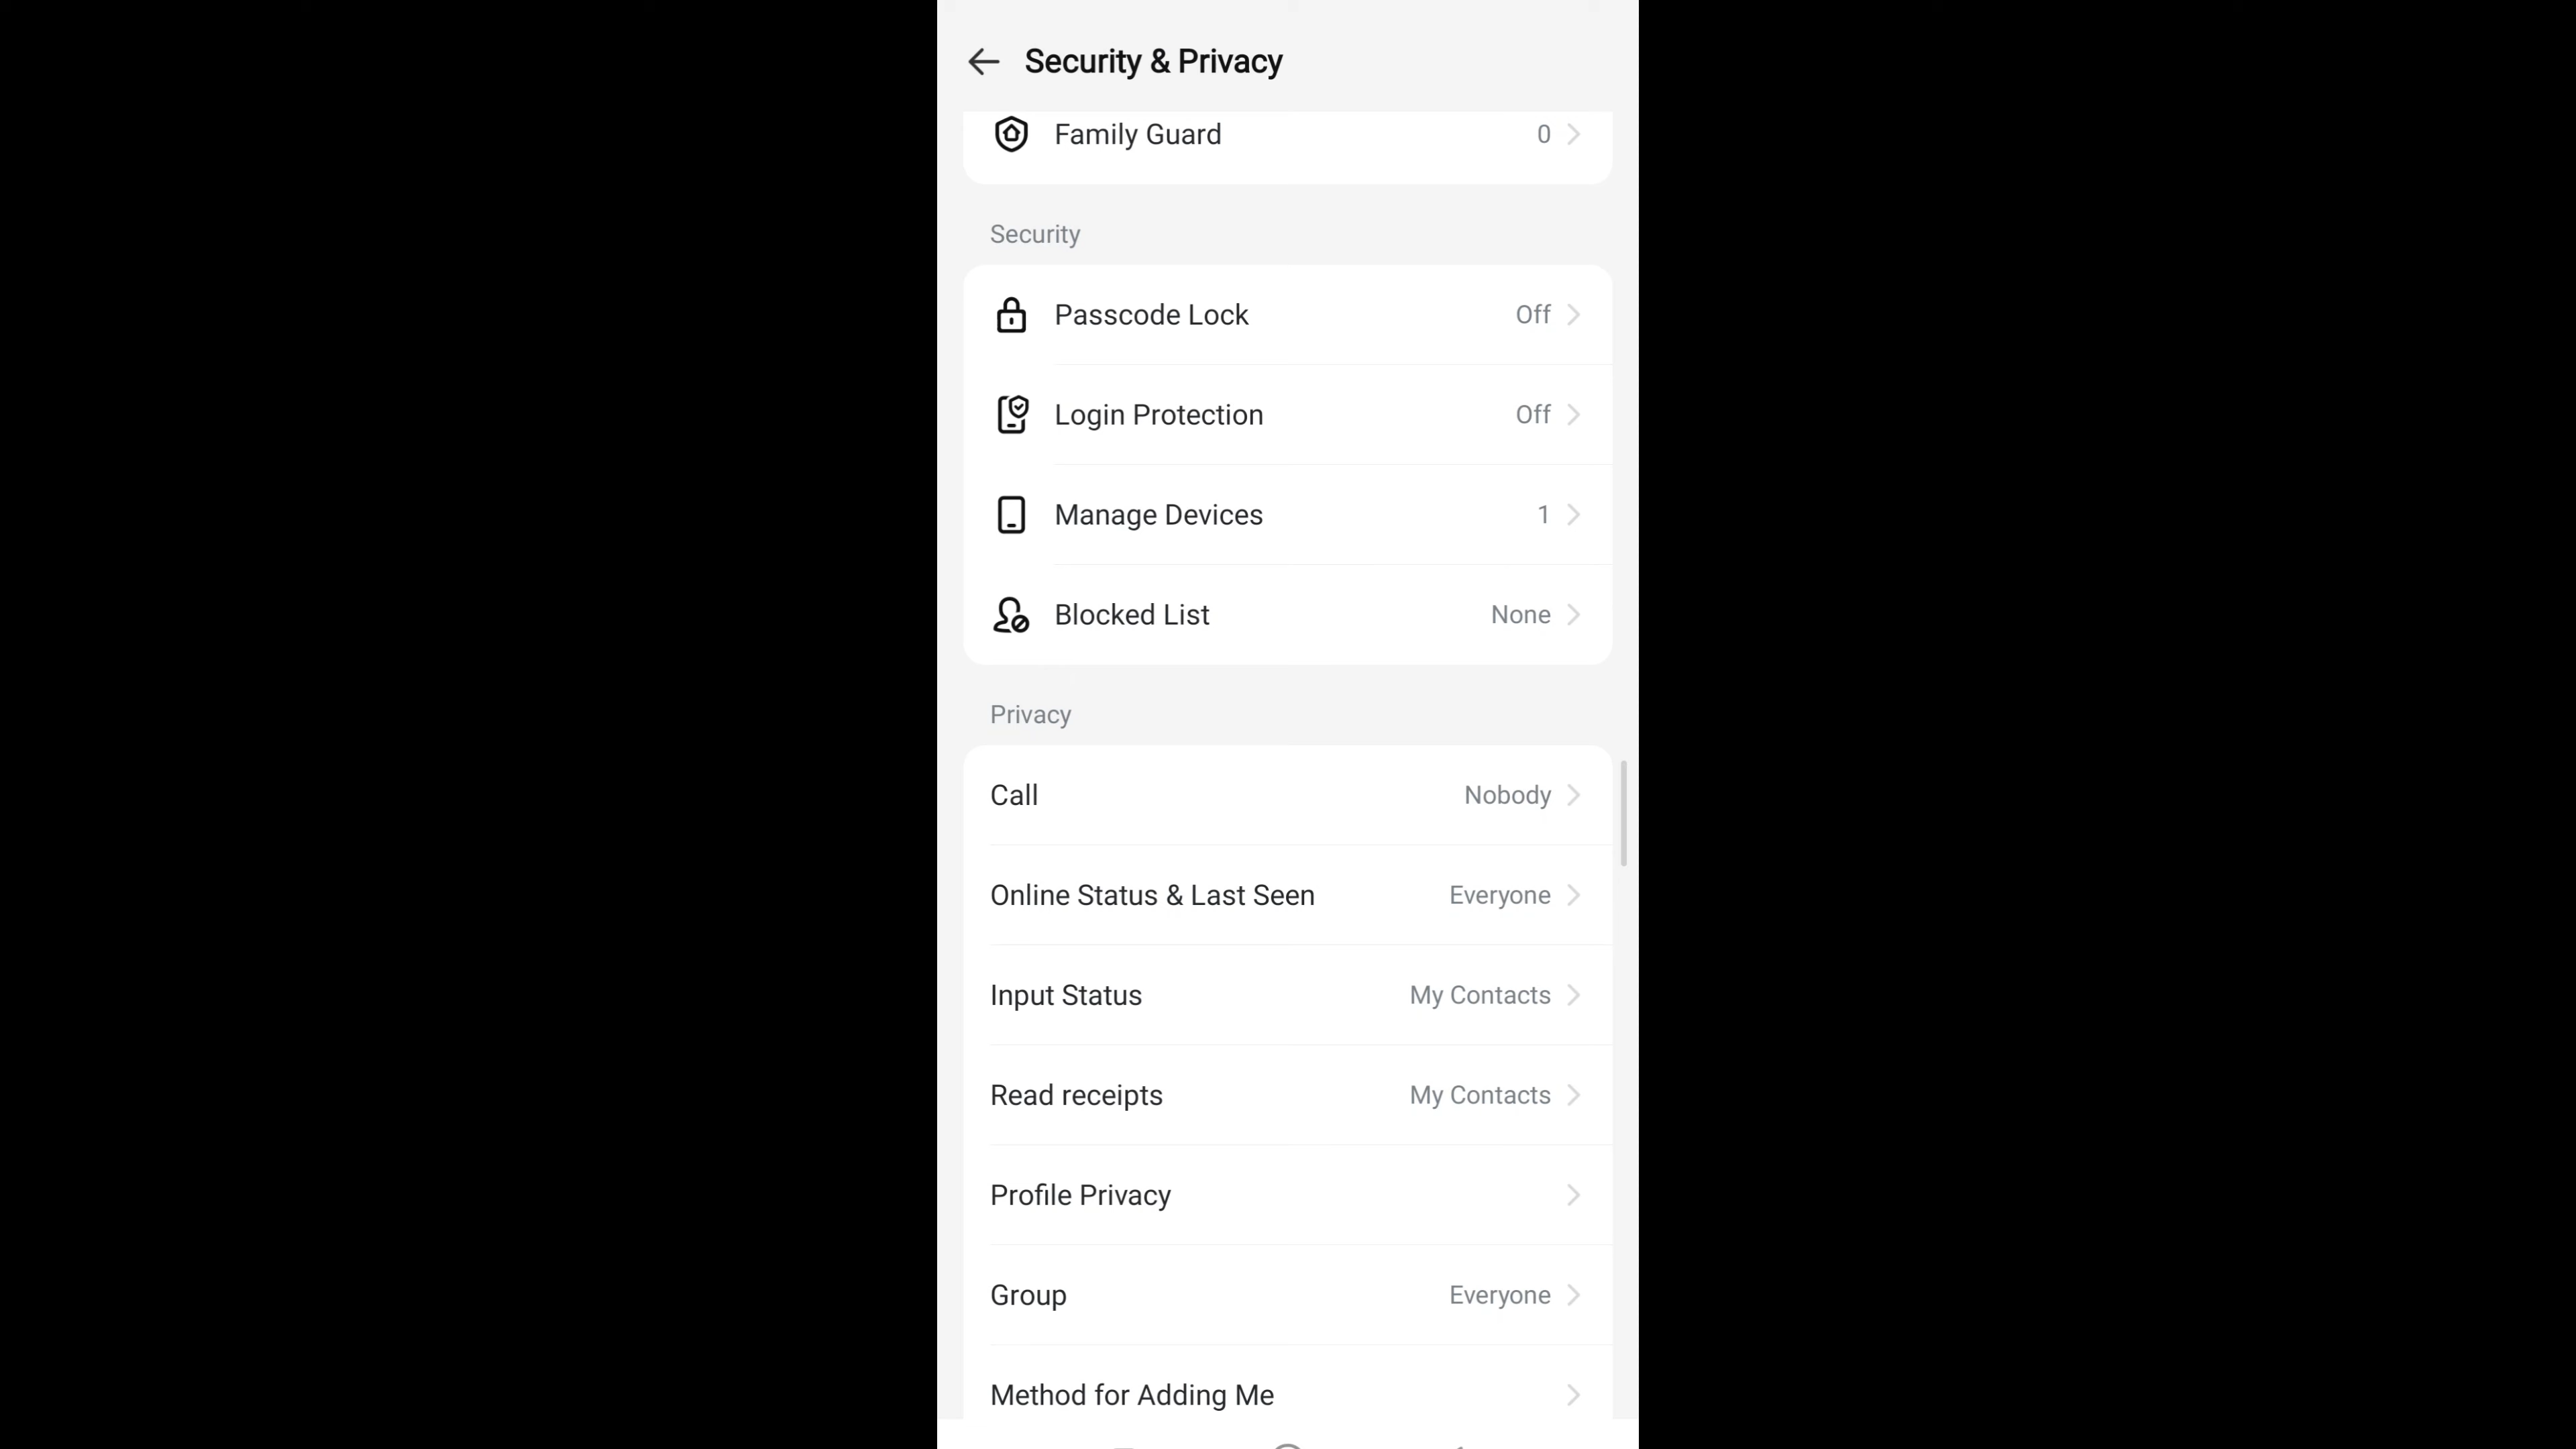 Security & Privacy
Family Guard 0
Security
Passcode Lock Off
Login Protection Off
Manage Devices 1
Blocked List None
Privacy
Call Nobody
Online Status & Last Seen Everyone
Input Status My Contacts
Read receipts My Contacts
Profile Privacy
Group Everyone
Method for Adding Me